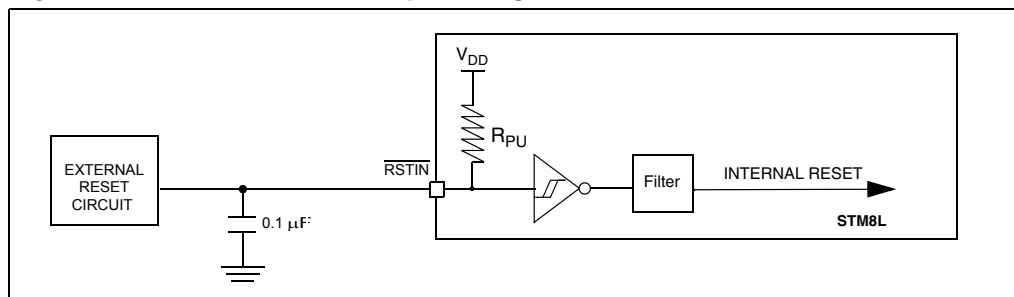 V_DD
R_PU
EXTERNAL
RESET
CIRCUIT
RSTIN
Filter
INTERNAL RESET
STM8L
0.1 µF